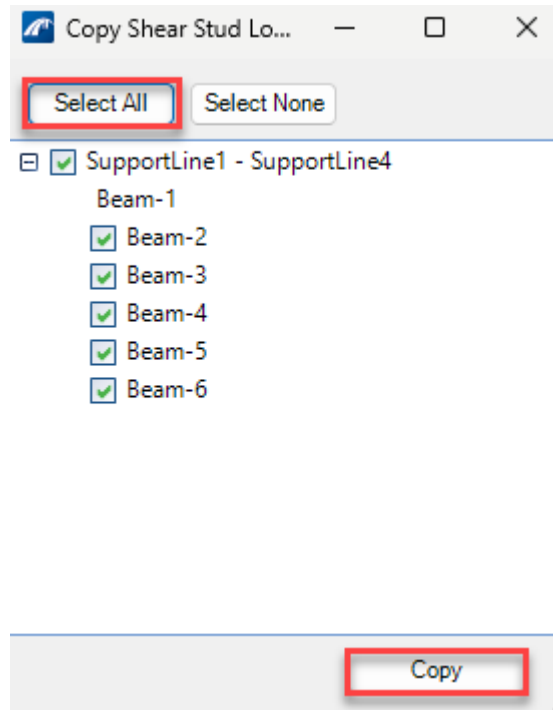 Copy Shear Stud Lo...
Select All Select None
SupportLine1 - SupportLine4
Beam-1
Beam-2
Beam-3
Beam-4
Beam-5
Beam-6
Copy